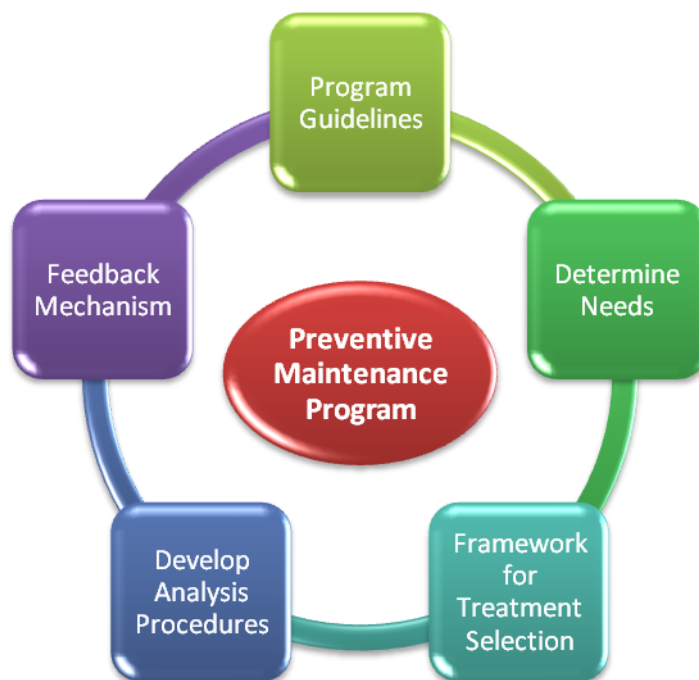 Program
Guidelines
Determine
Needs
Framework
for
Treatment
Selection
Develop
Analysis
Procedures
Feedback
Mechanism
Preventive
Maintenance
Program